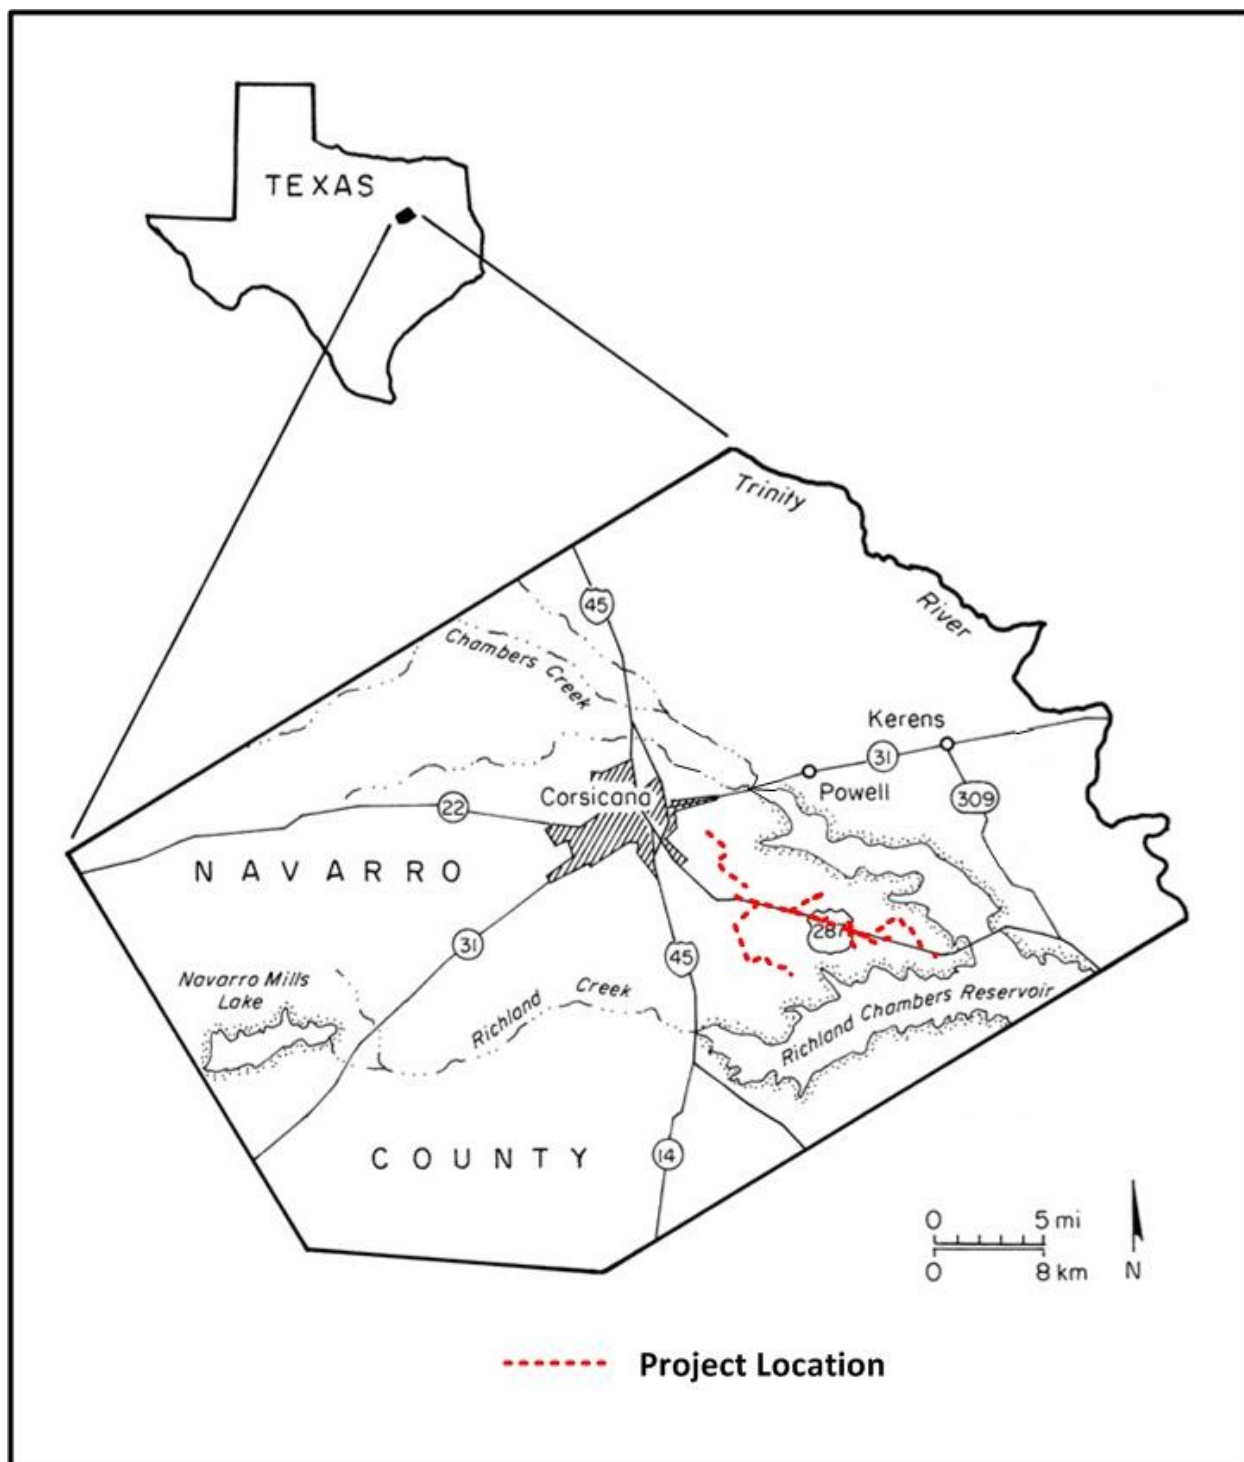 TEXAS
Trinity
River
45
Chambers Creek
Kerens
31
Powell
309
Corsicana
22
NAVARRO
287
31
45
Navarro Mills
Lake
Richland Creek
Richland Chambers Reservoir
COUNTY
14
0 5 mi
0 8 km
N
Project Location